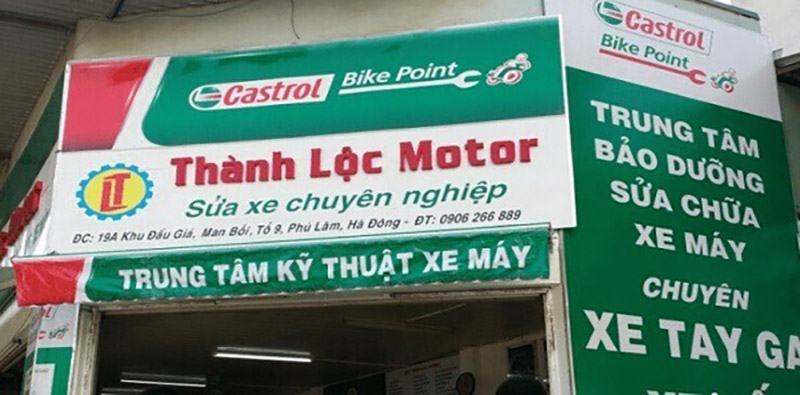 Castrol Bike Point
LT
Thành Lộc Motor
Sửa xe chuyên nghiệp
ĐC: 19A Khu Đấu Giá, Man Bồi, Tổ 9, Phú Lãm, Hà Đông - ĐT: 0906 266 889
TRUNG TÂM KỸ THUẬT XE MÁY
Castrol
Bike Point
TRUNG TÂM
BẢO DƯỠNG
SỬA CHỮA
XE MÁY
CHUYÊN
XE TAY GA